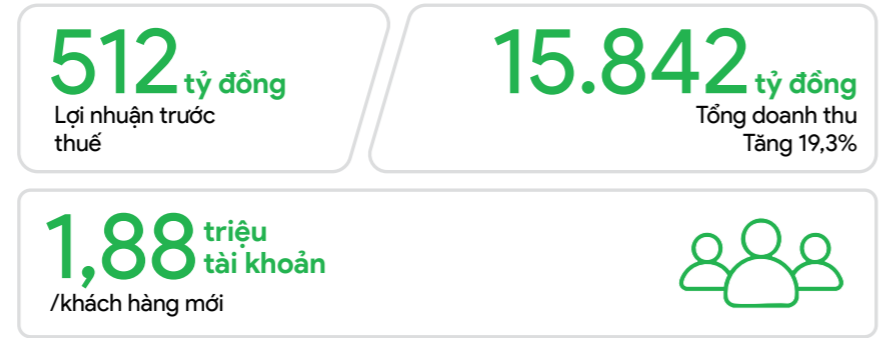 512 tỷ đồng
Lợi nhuận trước
thuế
15.842 tỷ đồng
Tổng doanh thu
Tăng 19,3%
1,88 triệu
tài khoản
/khách hàng mới